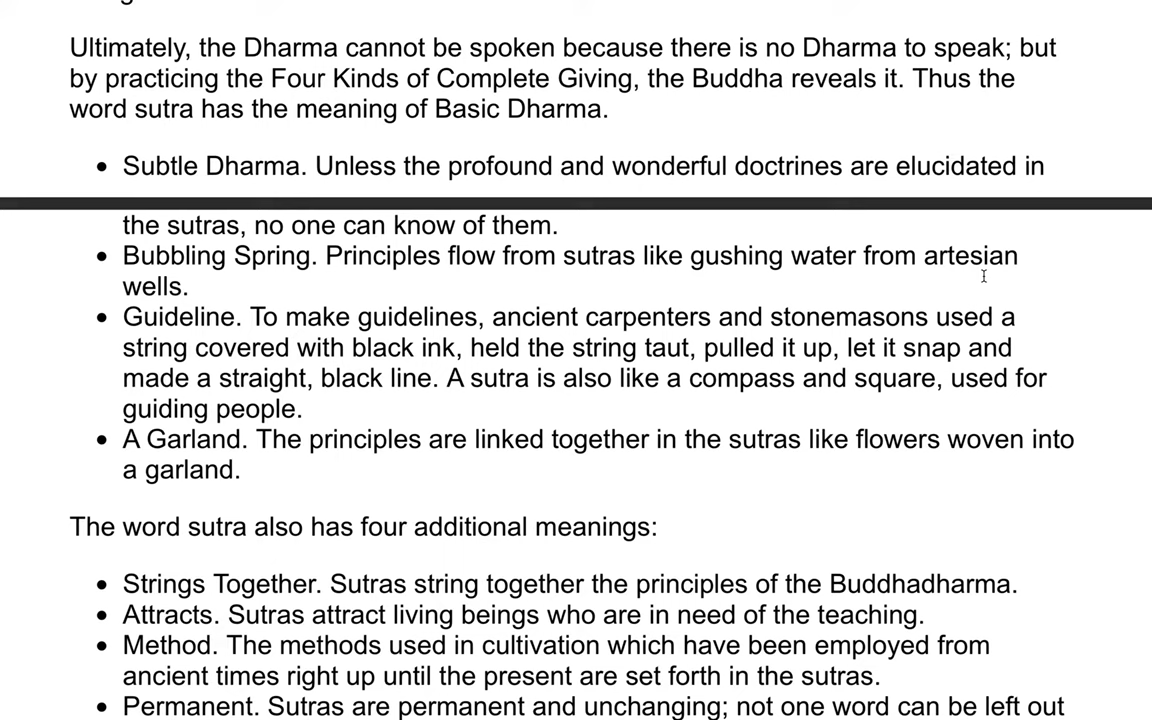 Ultimately, the Dharma cannot be spoken because there is no Dharma to speak; but
by practicing the Four Kinds of Complete Giving, the Buddha reveals it. Thus the
word sutra has the meaning of Basic Dharma.
• Subtle Dharma. Unless the profound and wonderful doctrines are elucidated in
the sutras, no one can know of them.
• Bubbling Spring. Principles flow from sutras like gushing water from artesian
wells.
• Guideline. To make guidelines, ancient carpenters and stonemasons used a
string covered with black ink, held the string taut, pulled it up, let it snap and
made a straight, black line. A sutra is also like a compass and square, used for
guiding people.
• A Garland. The principles are linked together in the sutras like flowers woven into
a garland.
The word sutra also has four additional meanings:
• Strings Together. Sutras string together the principles of the Buddhadharma.
• Attracts. Sutras attract living beings who are in need of the teaching.
• Method. The methods used in cultivation which have been employed from
ancient times right up until the present are set forth in the sutras.
• Permanent. Sutras are permanent and unchanging; not one word can be left out